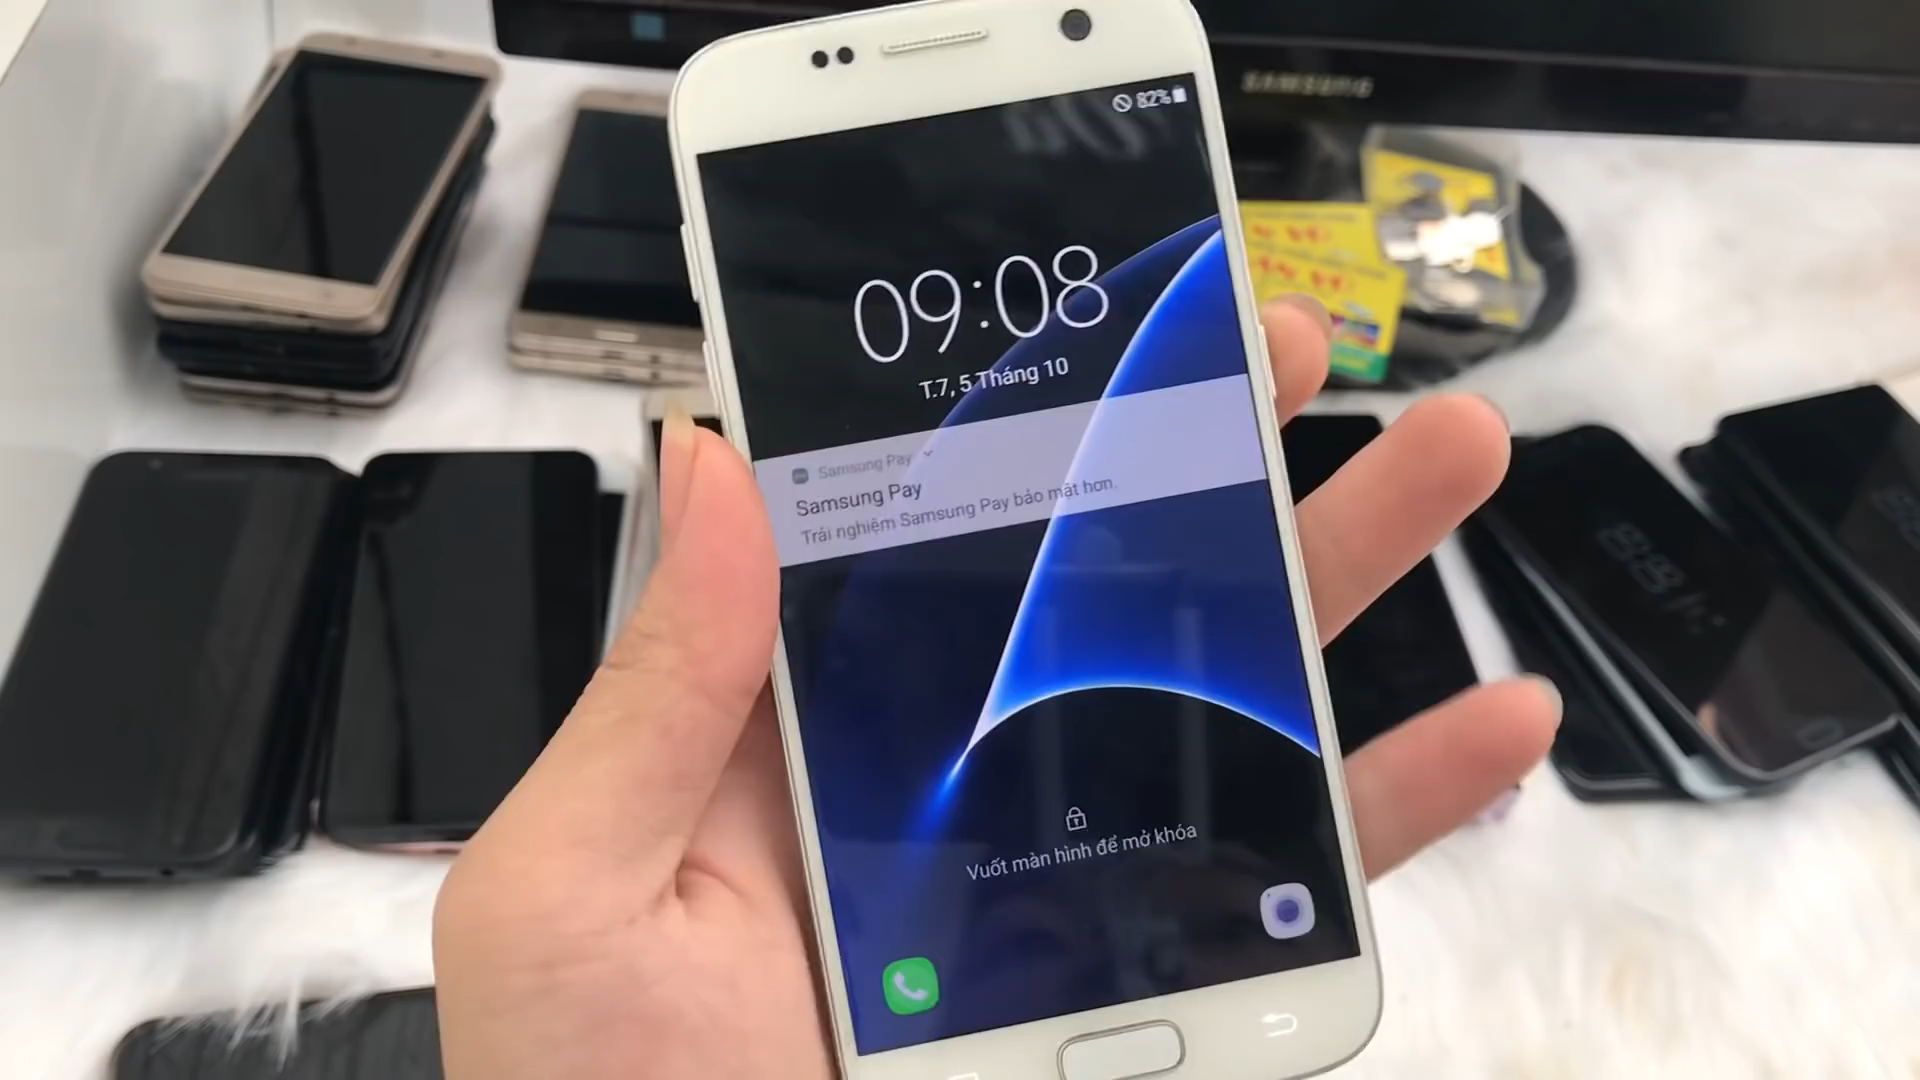 SAMSUNG
82%
09:08
T.7, 5 Tháng 10
Samsung Pay
Samsung Pay
Trải nghiệm Samsung Pay bảo mật hơn.
Vuốt màn hình để mở khóa